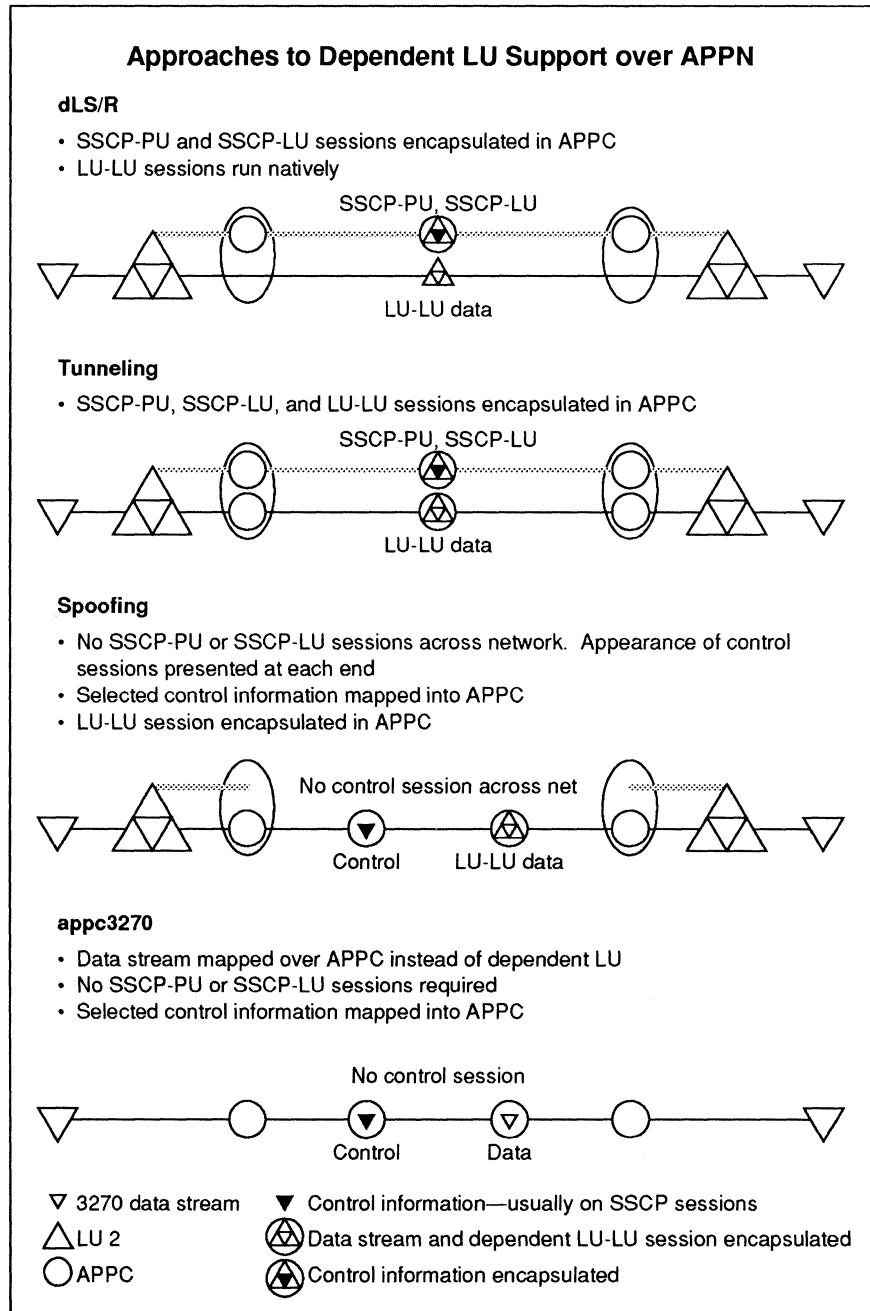 Approaches to Dependent LU Support over APPN
dLS/R
• SSCP-PU and SSCP-LU sessions encapsulated in APPC
• LU-LU sessions run natively
SSCP-PU, SSCP-LU
LU-LU data
Tunneling
• SSCP-PU, SSCP-LU, and LU-LU sessions encapsulated in APPC
SSCP-PU, SSCP-LU
LU-LU data
Spoofing
• No SSCP-PU or SSCP-LU sessions across network. Appearance of control
sessions presented at each end
• Selected control information mapped into APPC
• LU-LU session encapsulated in APPC
No control session across net
Control LU-LU data
appc3270
• Data stream mapped over APPC instead of dependent LU
• No SSCP-PU or SSCP-LU sessions required
• Selected control information mapped into APPC
No control session
Control Data
3270 data stream Control information—usually on SSCP sessions
LU 2 Data stream and dependent LU-LU session encapsulated
APPC Control information encapsulated